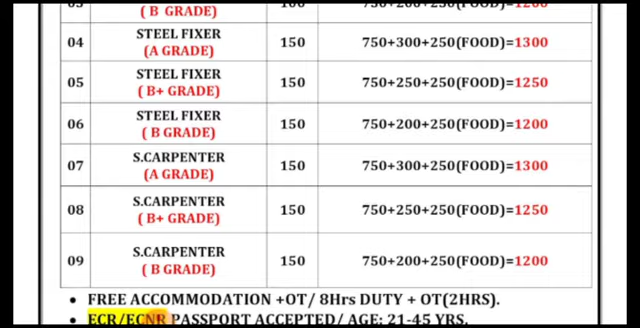 ( B GRADE)
04 STEEL FIXER (A GRADE) 150 750+300+250(FOOD)=1300
05 STEEL FIXER ( B+ GRADE) 150 750+250+250(FOOD)=1250
06 STEEL FIXER ( B GRADE) 150 750+200+250(FOOD)=1200
07 S.CARPENTER (A GRADE) 150 750+300+250(FOOD)=1300
08 S.CARPENTER ( B+ GRADE) 150 750+250+250(FOOD)=1250
09 S.CARPENTER ( B GRADE) 150 750+200+250(FOOD)=1200
• FREE ACCOMMODATION +OT/ 8Hrs DUTY + OT(2HRS).
• ECR/ECNR PASSPORT ACCEPTED/ AGE: 21-45 YRS.